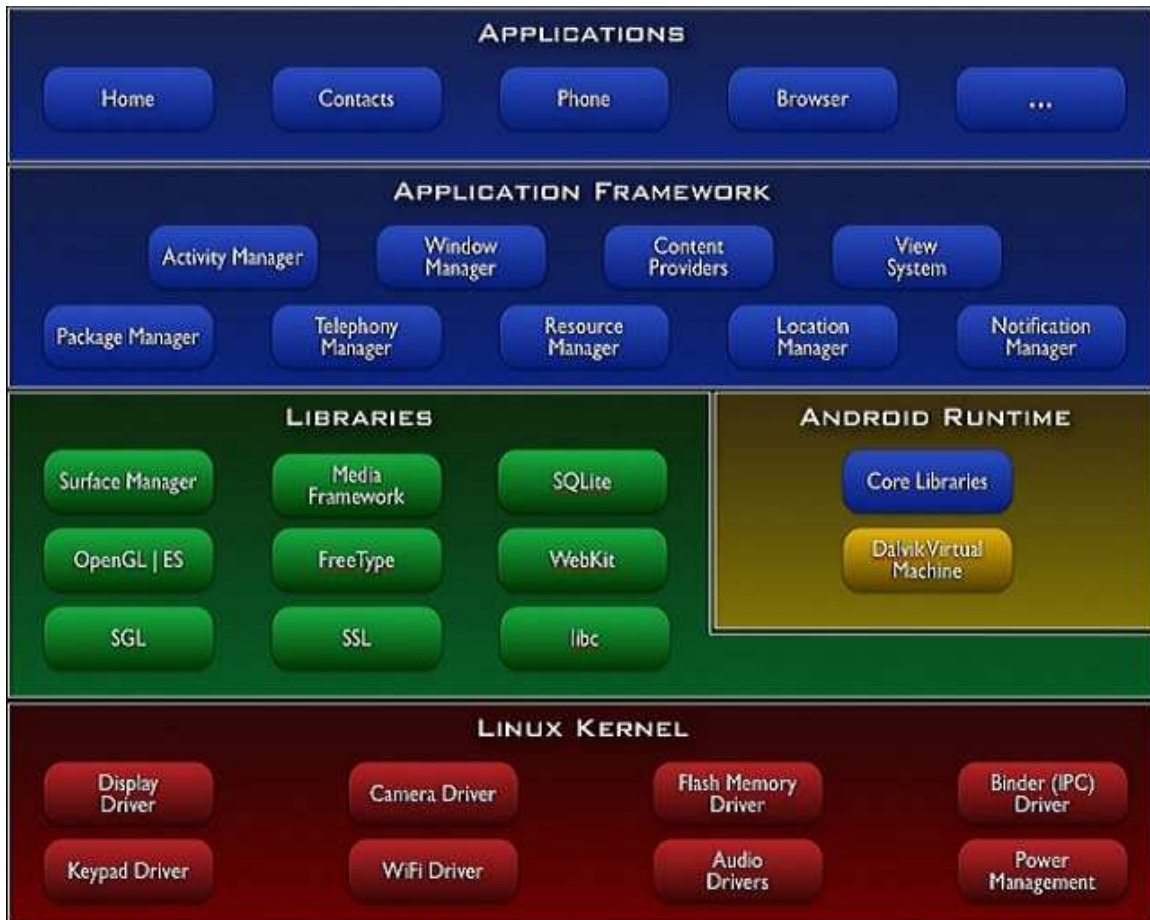 APPLICATIONS
Home
Contacts
Phone
Browser
...
APPLICATION FRAMEWORK
Activity Manager
Window
Manager
Content
Providers
View
System
Package Manager
Telephony
Manager
Resource
Manager
Location
Manager
Notification
Manager
LIBRARIES
Surface Manager
Media
Framework
SQLite
OpenGL | ES
FreeType
WebKit
SGL
SSL
libc
ANDROID RUNTIME
Core Libraries
Dalvik Virtual
Machine
LINUX KERNEL
Display
Driver
Camera Driver
Flash Memory
Driver
Binder (IPC)
Driver
Keypad Driver
WiFi Driver
Audio
Drivers
Power
Management